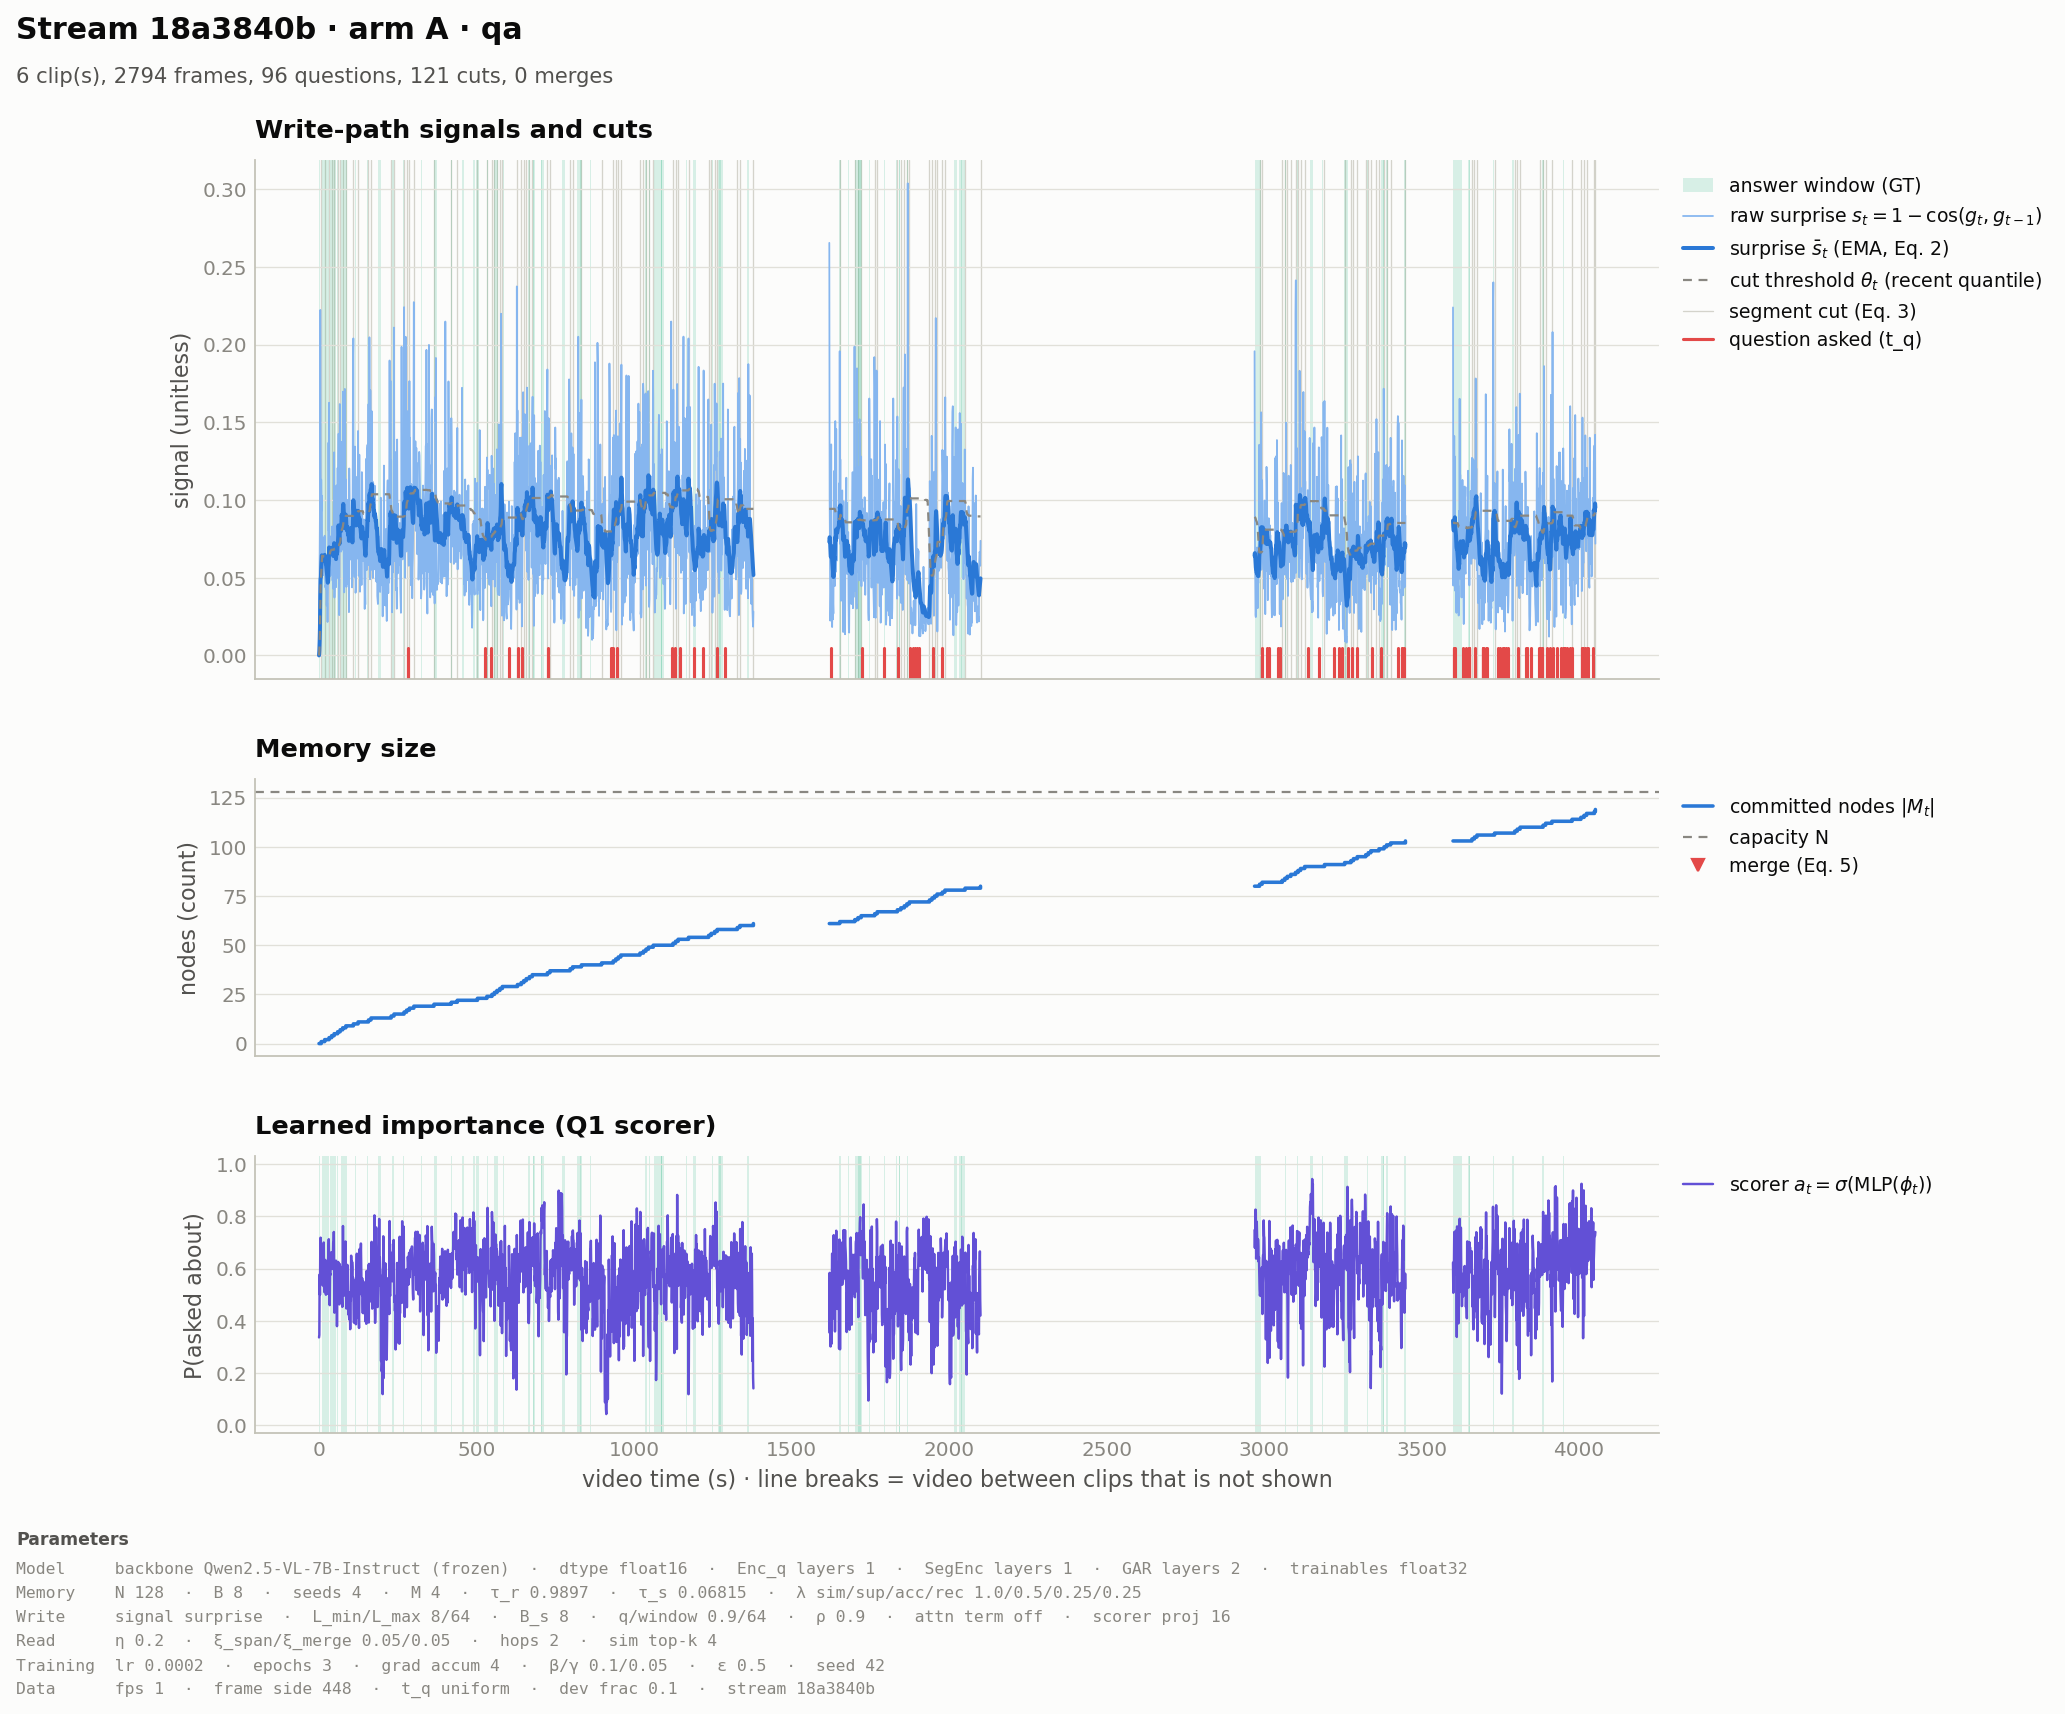 Stream 18a3840b · arm A · qa
6 clip(s), 2794 frames, 96 questions, 121 cuts, 0 merges
Write-path signals and cuts
signal (unitless)
0.30
0.25
0.20
0.15
0.10
0.05
0.00
answer window (GT)
raw surprise s_t = 1 − cos(g_t, g_{t−1})
surprise s̄_t (EMA, Eq. 2)
cut threshold θ_t (recent quantile)
segment cut (Eq. 3)
question asked (t_q)
Memory size
nodes (count)
125
100
75
50
25
0
committed nodes |M_t|
capacity N
merge (Eq. 5)
Learned importance (Q1 scorer)
P(asked about)
1.0
0.8
0.6
0.4
0.2
0.0
scorer a_t = σ(MLP(ϕ_t))
0 500 1000 1500 2000 2500 3000 3500 4000
video time (s) · line breaks = video between clips that is not shown
Parameters
Model backbone Qwen2.5-VL-7B-Instruct (frozen) · dtype float16 · Enc_q layers 1 · SegEnc layers 1 · GAR layers 2 · trainables float32
Memory N 128 · B 8 · seeds 4 · M 4 · τ_r 0.9897 · τ_s 0.06815 · λ sim/sup/acc/rec 1.0/0.5/0.25/0.25
Write signal surprise · L_min/L_max 8/64 · B_s 8 · q/window 0.9/64 · ρ 0.9 · attn term off · scorer proj 16
Read η 0.2 · ξ_span/ξ_merge 0.05/0.05 · hops 2 · sim top-k 4
Training lr 0.0002 · epochs 3 · grad accum 4 · β/γ 0.1/0.05 · ε 0.5 · seed 42
Data fps 1 · frame side 448 · t_q uniform · dev frac 0.1 · stream 18a3840b